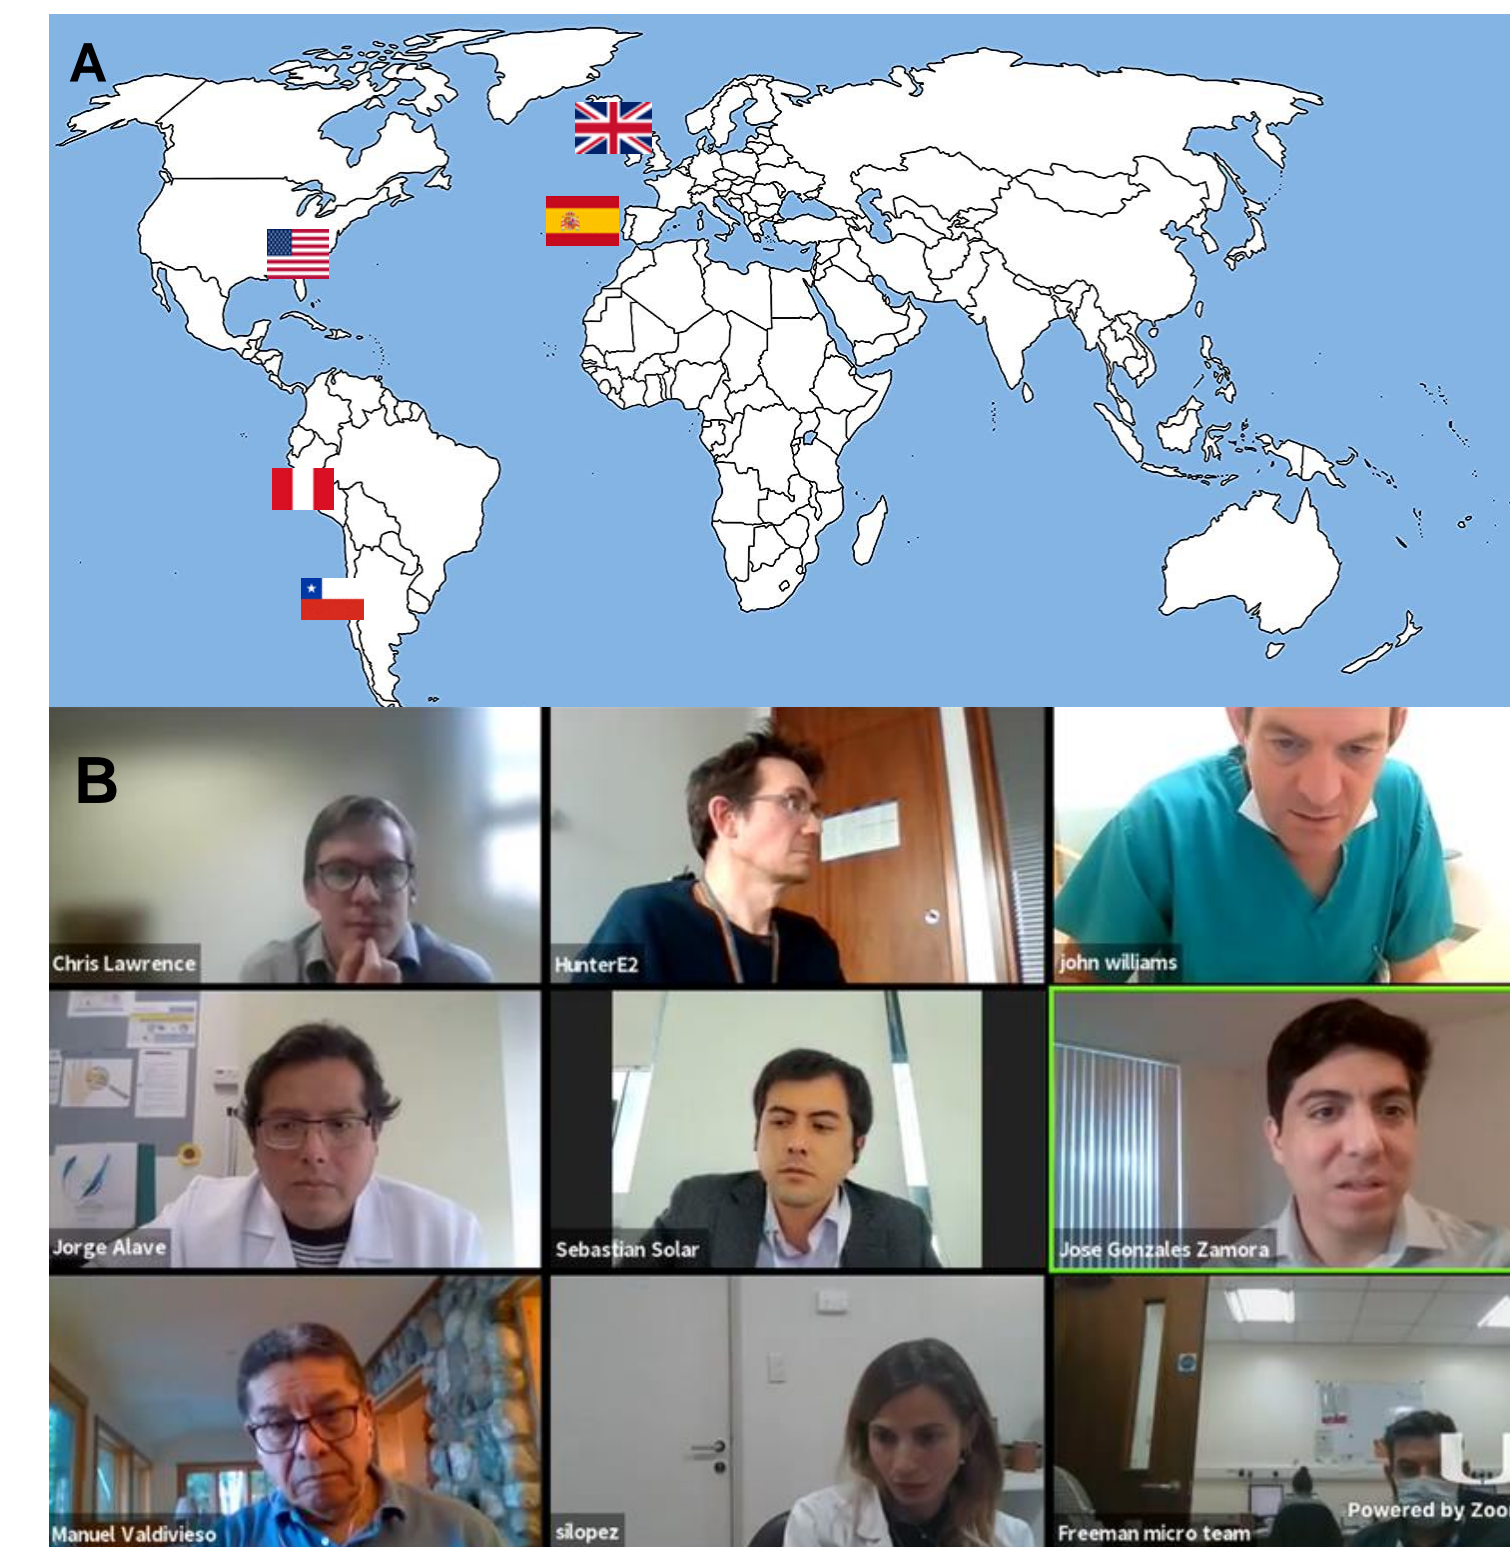 A
B
Chris Lawrence
HunterE2
john williams
Jorge Alave
Sebastian Solar
Jose Gonzales Zamora
Manuel Valdivieso
silopez
Freeman micro team
U
Powered by Zoo